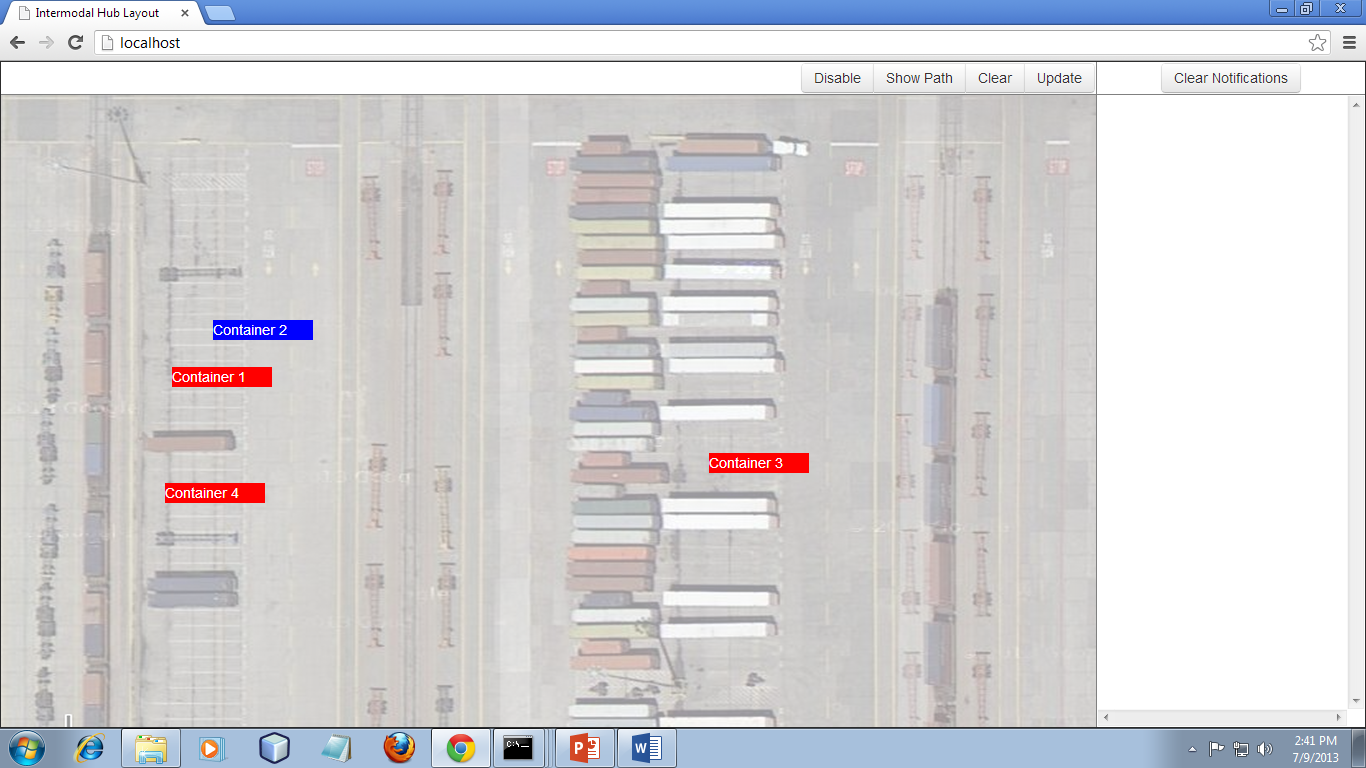 Intermodal Hub Layout
localhost
Disable Show Path Clear Update Clear Notifications
Container 2
Container 1
Container 3
Container 4
2:41 PM
7/9/2013